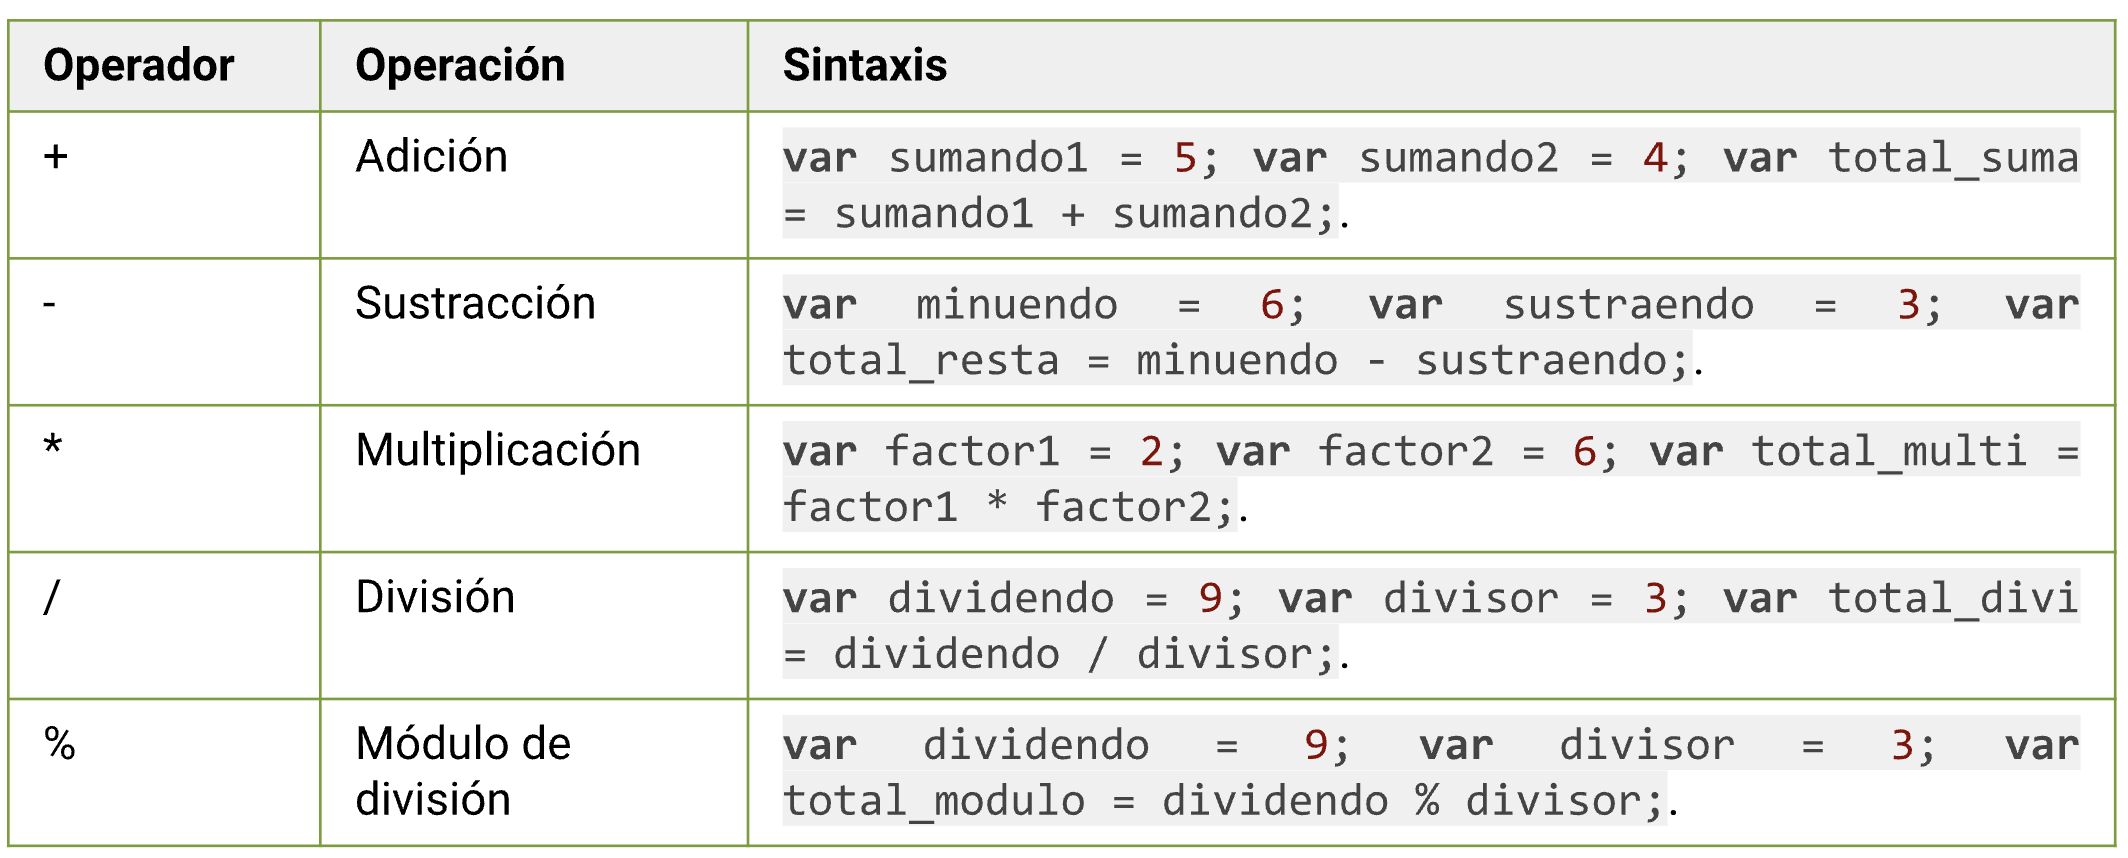 Operador Operación Sintaxis
+ Adición var sumando1 = 5; var sumando2 = 4; var total_suma
= sumando1 + sumando2;.
- Sustracción var minuendo = 6; var sustraendo = 3; var
total_resta = minuendo - sustraendo;.
* Multiplicación var factor1 = 2; var factor2 = 6; var total_multi =
factor1 * factor2;.
/ División var dividendo = 9; var divisor = 3; var total_divi
= dividendo / divisor;.
% Módulo de var dividendo = 9; var divisor = 3; var
división total_modulo = dividendo % divisor;.